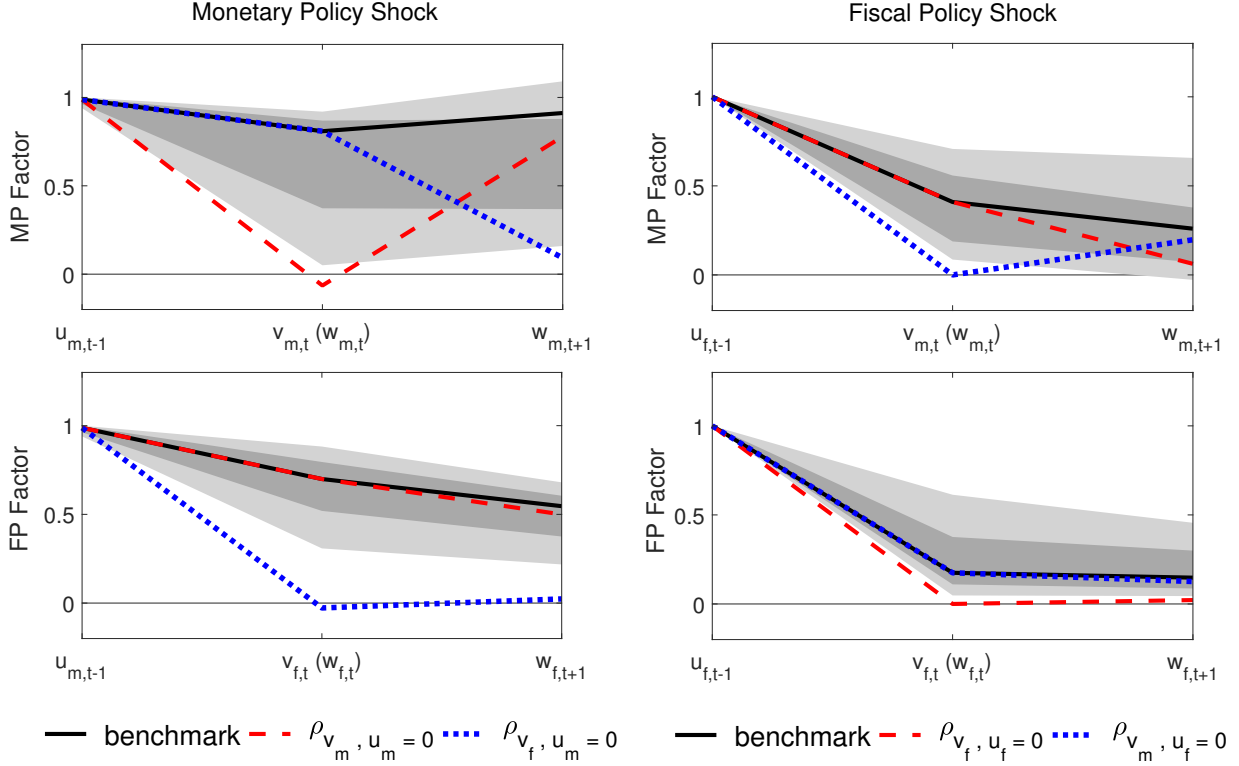 Monetary Policy Shock
Fiscal Policy Shock
MP Factor
1
0.5
0
u_{m,t-1}
v_{m,t} (w_{m,t})
w_{m,t+1}
MP Factor
1
0.5
0
u_{f,t-1}
v_{m,t} (w_{m,t})
w_{m,t+1}
FP Factor
1
0.5
0
u_{m,t-1}
v_{f,t} (w_{f,t})
w_{f,t+1}
FP Factor
1
0.5
0
u_{f,t-1}
v_{f,t} (w_{f,t})
w_{f,t+1}
benchmark ρ_{v_m , u_m = 0} ρ_{v_f , u_m = 0}
benchmark ρ_{v_f , u_f = 0} ρ_{v_m , u_f = 0}